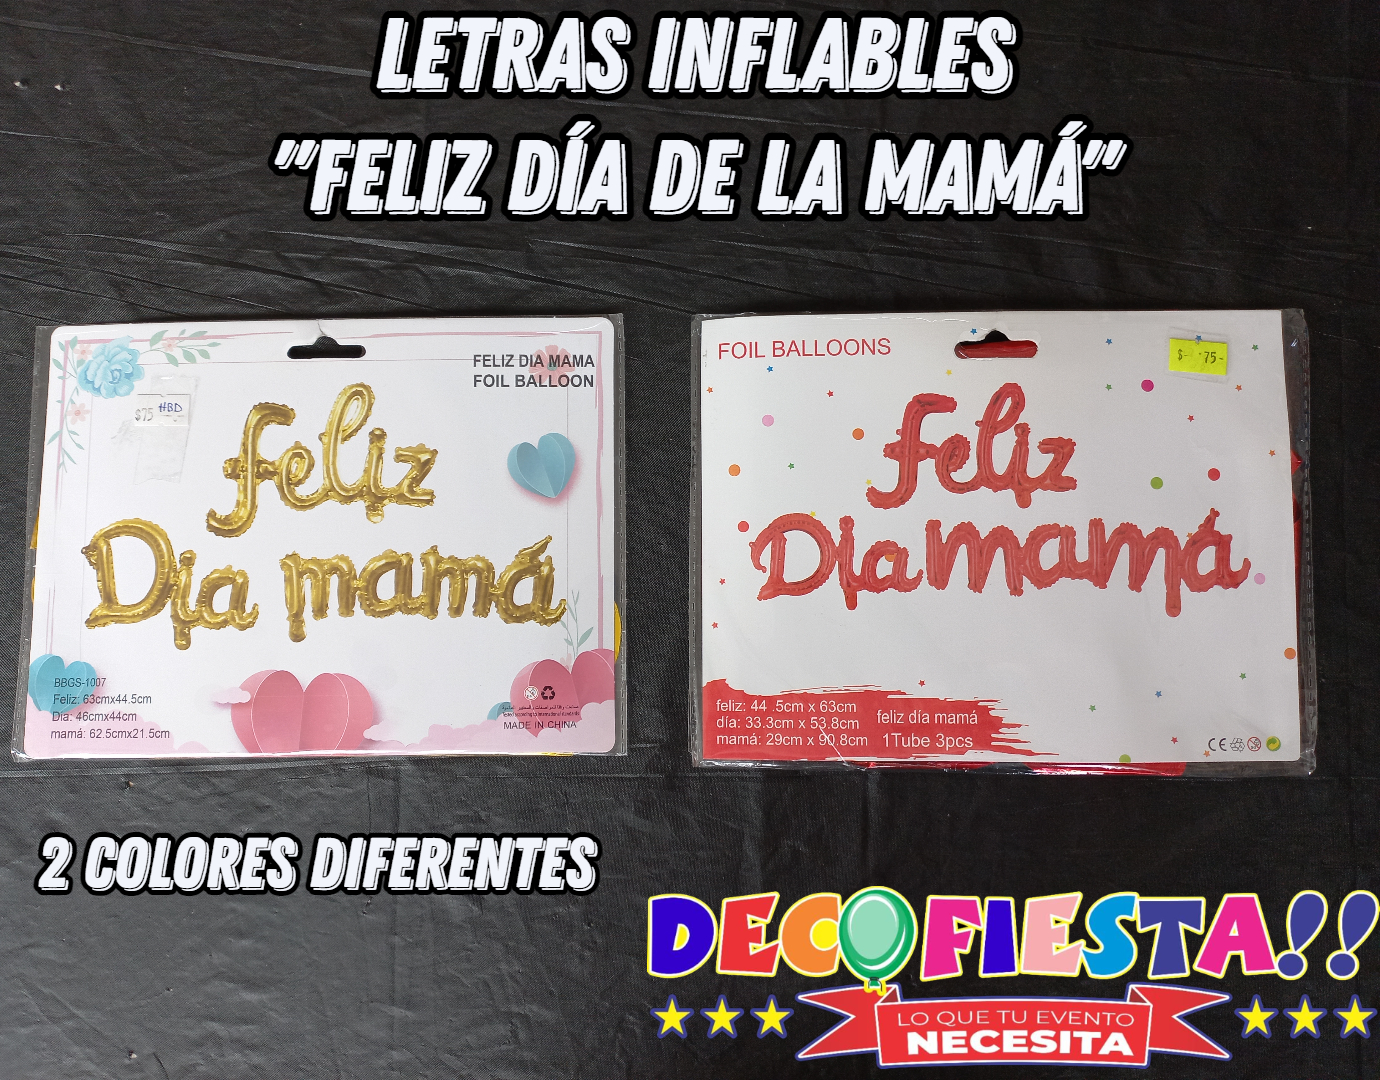 LETRAS INFLABLES
"FELIZ DÍA DE LA MAMÁ"
FELIZ DIA MAMA
FOIL BALLOON
$75 HBD
feliz
Dia mamá
BBGS-1007
Feliz: 63cmx44.5cm
Dia: 46cmx44cm
mamá: 62.5cmx21.5cm
MADE IN CHINA
FOIL BALLOONS
$- -75-
feliz
Dia mamá
feliz: 44 .5cm x 63cm
día: 33.3cm x 53.8cm
mamá: 29cm x 90.8cm
feliz día mamá
1Tube 3pcs
CE
2 COLORES DIFERENTES
DECOFIESTA!!
LO QUE TU EVENTO
NECESITA